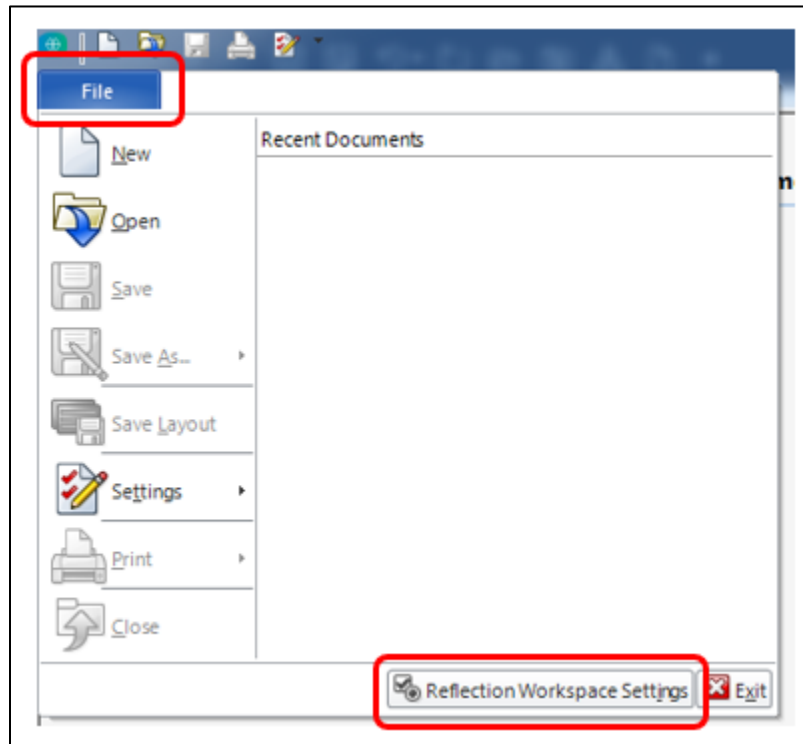 File
Recent Documents
New
Open
Save
Save As...
Save Layout
Settings
Print
Close
Reflection Workspace Settings
Exit